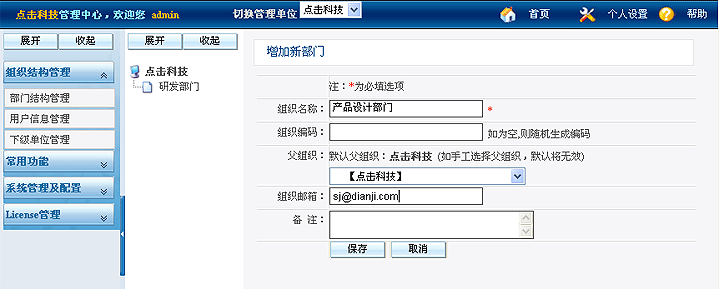 点击科技管理中心，欢迎您 admin 切换管理单位 点击科技 首页 个人设置 帮助
展开 收起
组织结构管理
部门结构管理
用户信息管理
下级单位管理
常用功能
系统管理及配置
License管理
展开 收起
点击科技
研发部门
增加新部门
注：*为必填选项
组织名称： 产品设计部门 *
组织编码： 如为空,则随机生成编码
父组织： 默认父组织：点击科技 (如手工选择父组织，默认将无效)
【点击科技】
组织邮箱： sj@dianji.com
备 注：
保存 取消